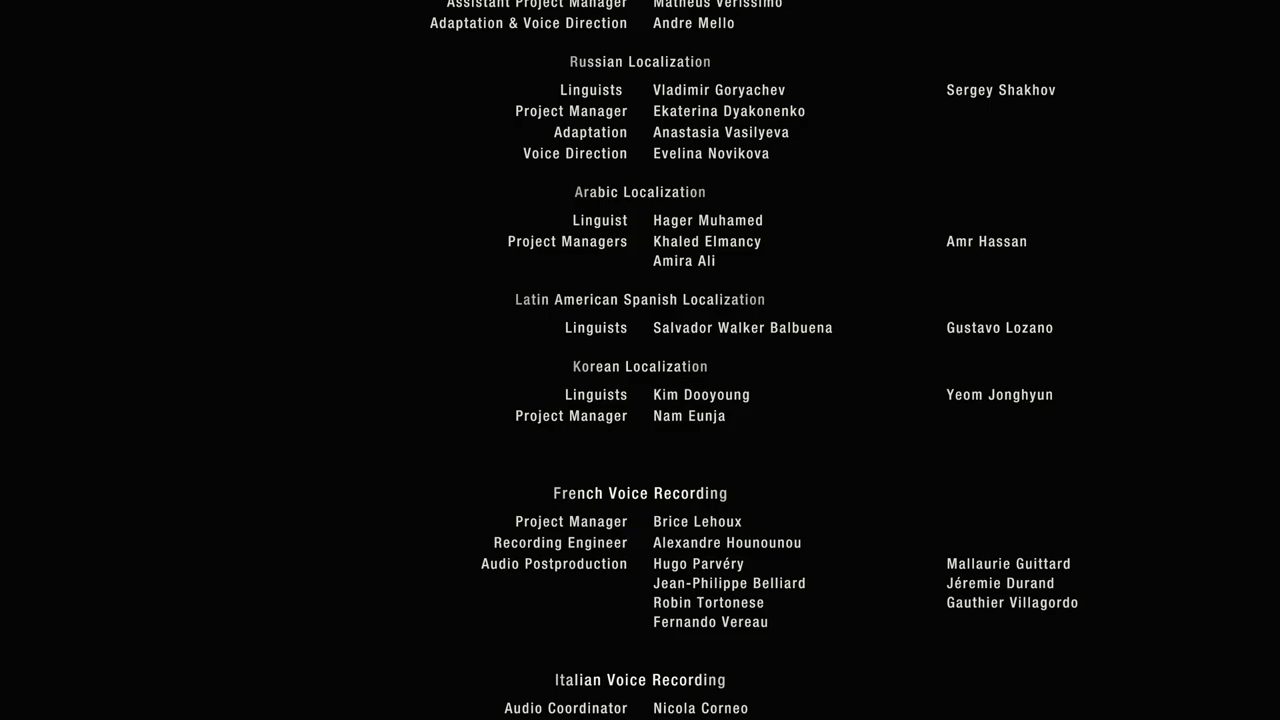 Assistant Project Manager Matheus Verissimo
Adaptation & Voice Direction Andre Mello
Russian Localization
Linguists Vladimir Goryachev Sergey Shakhov
Project Manager Ekaterina Dyakonenko
Adaptation Anastasia Vasilyeva
Voice Direction Evelina Novikova
Arabic Localization
Linguist Hager Muhamed
Project Managers Khaled Elmancy Amr Hassan
Amira Ali
Latin American Spanish Localization
Linguists Salvador Walker Balbuena Gustavo Lozano
Korean Localization
Linguists Kim Dooyoung Yeom Jonghyun
Project Manager Nam Eunja
French Voice Recording
Project Manager Brice Lehoux
Recording Engineer Alexandre Hounounou
Audio Postproduction Hugo Parvéry Mallaurie Guittard
Jean-Philippe Belliard Jéremie Durand
Robin Tortonese Gauthier Villagordo
Fernando Vereau
Italian Voice Recording
Audio Coordinator Nicola Corneo